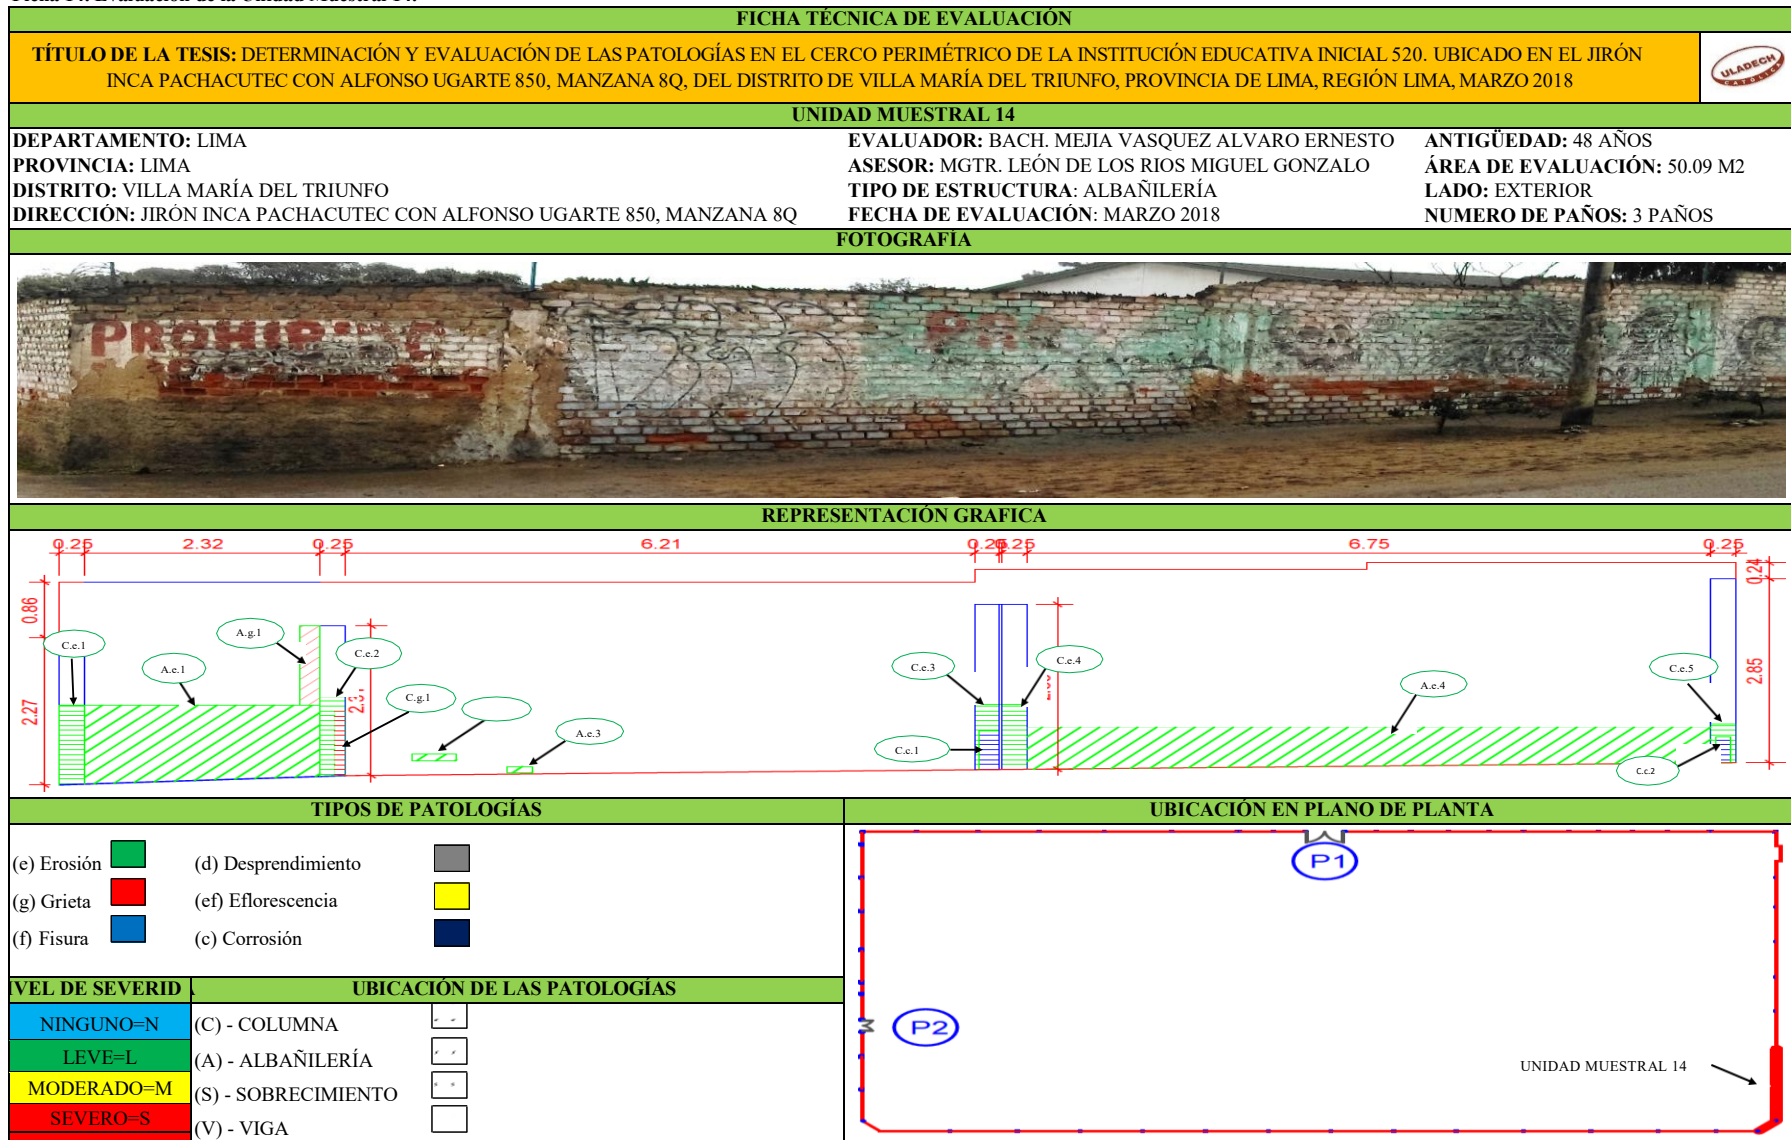 FICHA TÉCNICA DE EVALUACIÓN
TÍTULO DE LA TESIS: DETERMINACIÓN Y EVALUACIÓN DE LAS PATOLOGÍAS EN EL CERCO PERIMÉTRICO DE LA INSTITUCIÓN EDUCATIVA INICIAL 520. UBICADO EN EL JIRÓN
INCA PACHACUTEC CON ALFONSO UGARTE 850, MANZANA 8Q, DEL DISTRITO DE VILLA MARÍA DEL TRIUNFO, PROVINCIA DE LIMA, REGIÓN LIMA, MARZO 2018
ULADECH
CATOLICA
UNIDAD MUESTRAL 14
DEPARTAMENTO: LIMA
PROVINCIA: LIMA
DISTRITO: VILLA MARÍA DEL TRIUNFO
DIRECCIÓN: JIRÓN INCA PACHACUTEC CON ALFONSO UGARTE 850, MANZANA 8Q
EVALUADOR: BACH. MEJIA VASQUEZ ALVARO ERNESTO
ASESOR: MGTR. LEÓN DE LOS RIOS MIGUEL GONZALO
TIPO DE ESTRUCTURA: ALBAÑILERÍA
FECHA DE EVALUACIÓN: MARZO 2018
ANTIGÜEDAD: 48 AÑOS
ÁREA DE EVALUACIÓN: 50.09 M2
LADO: EXTERIOR
NUMERO DE PAÑOS: 3 PAÑOS
FOTOGRAFÍA
REPRESENTACIÓN GRAFICA
0.25 2.32 0.25 6.21 0.25 0.25 6.75 0.25
0.86
2.27
0.24
2.85
C.e.1
A.e.1
A.g.1
C.e.2
C.g.1
A.e.3
C.e.3
C.e.4
C.c.1
A.e.4
C.e.5
C.c.2
TIPOS DE PATOLOGÍAS
(e) Erosión
(g) Grieta
(f) Fisura
(d) Desprendimiento
(ef) Eflorescencia
(c) Corrosión
IVEL DE SEVERID
NINGUNO=N
LEVE=L
MODERADO=M
SEVERO=S
UBICACIÓN DE LAS PATOLOGÍAS
(C) - COLUMNA
(A) - ALBAÑILERÍA
(S) - SOBRECIMIENTO
(V) - VIGA
UBICACIÓN EN PLANO DE PLANTA
P1
P2
UNIDAD MUESTRAL 14